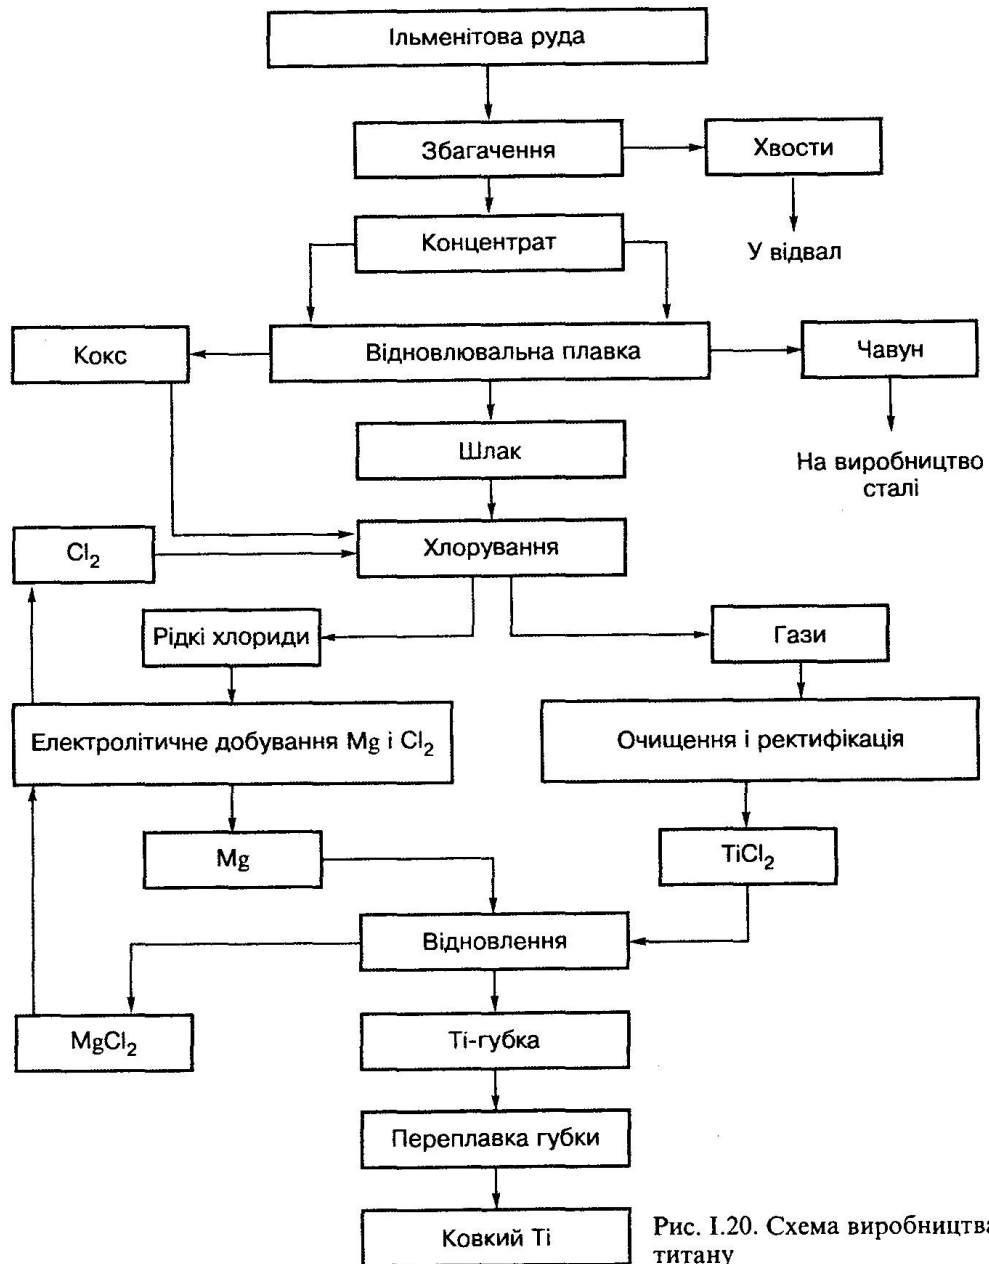 Ільменітова руда
Збагачення
Хвости
Концентрат
У відвал
Кокс
Відновлювальна плавка
Чавун
Шлак
На виробництво
сталі
Cl₂
Хлорування
Рідкі хлориди
Гази
Електролітичне добування Mg і Cl₂
Очищення і ректифікація
Mg
TiCl₂
Відновлення
MgCl₂
Ті-губка
Переплавка губки
Ковкий Ті
Рис. I.20. Схема виробництва
титану